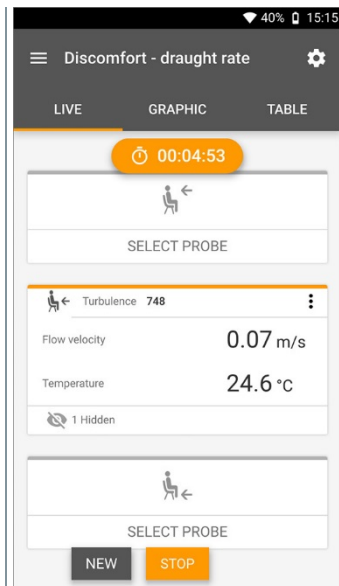 40% 15:15
Discomfort - draught rate
LIVE GRAPHIC TABLE
00:04:53
SELECT PROBE
Turbulence 748
Flow velocity 0.07 m/s
Temperature 24.6 °C
1 Hidden
SELECT PROBE
NEW STOP